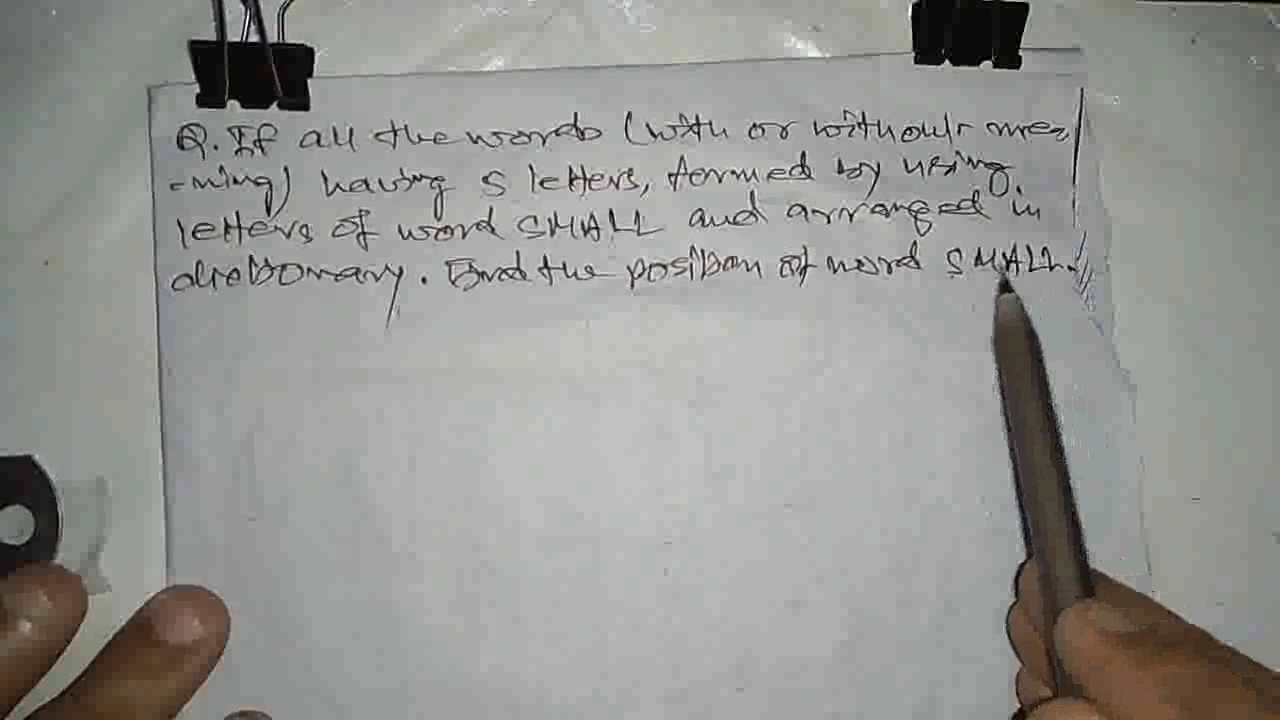 Q. If all the words (with or without mea,
-ning) having 5 letters, formed by using
letters of word SMALL and arranged in
dictionary. Find the position of word SMALL.